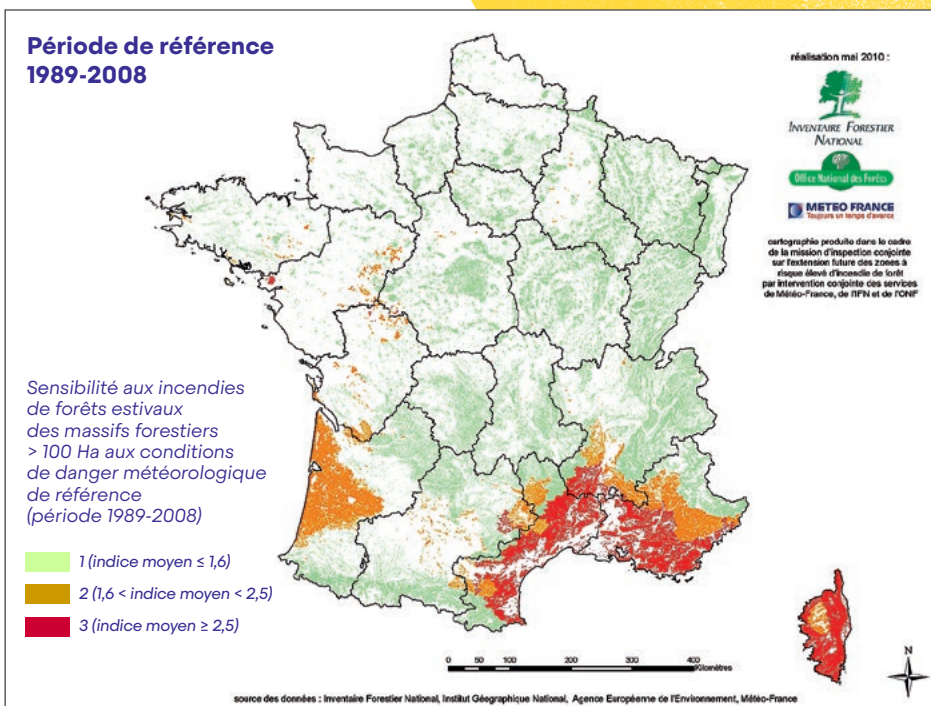 Période de référence
1989-2008
réalisation mai 2010 :
INVENTAIRE FORESTIER
NATIONAL
Office National des Forêts
METEO FRANCE
Toujours un temps d'avance
cartographie produite dans le cadre
de la mission d'inspection conjointe
sur l'extension future des zones à
risque élevé d'incendie de forêt
par intervention conjointe des services
de Météo-France, de l'IFN et de l'ONF
Sensibilité aux incendies
de forêts estivaux
des massifs forestiers
> 100 Ha aux conditions
de danger météorologique
de référence
(période 1989-2008)
1 (indice moyen ≤ 1,6)
2 (1,6 < indice moyen < 2,5)
3 (indice moyen ≥ 2,5)
0 50 100 200 300 400
Kilomètres
N
source des données : Inventaire Forestier National, Institut Géographique National, Agence Européenne de l'Environnement, Météo-France